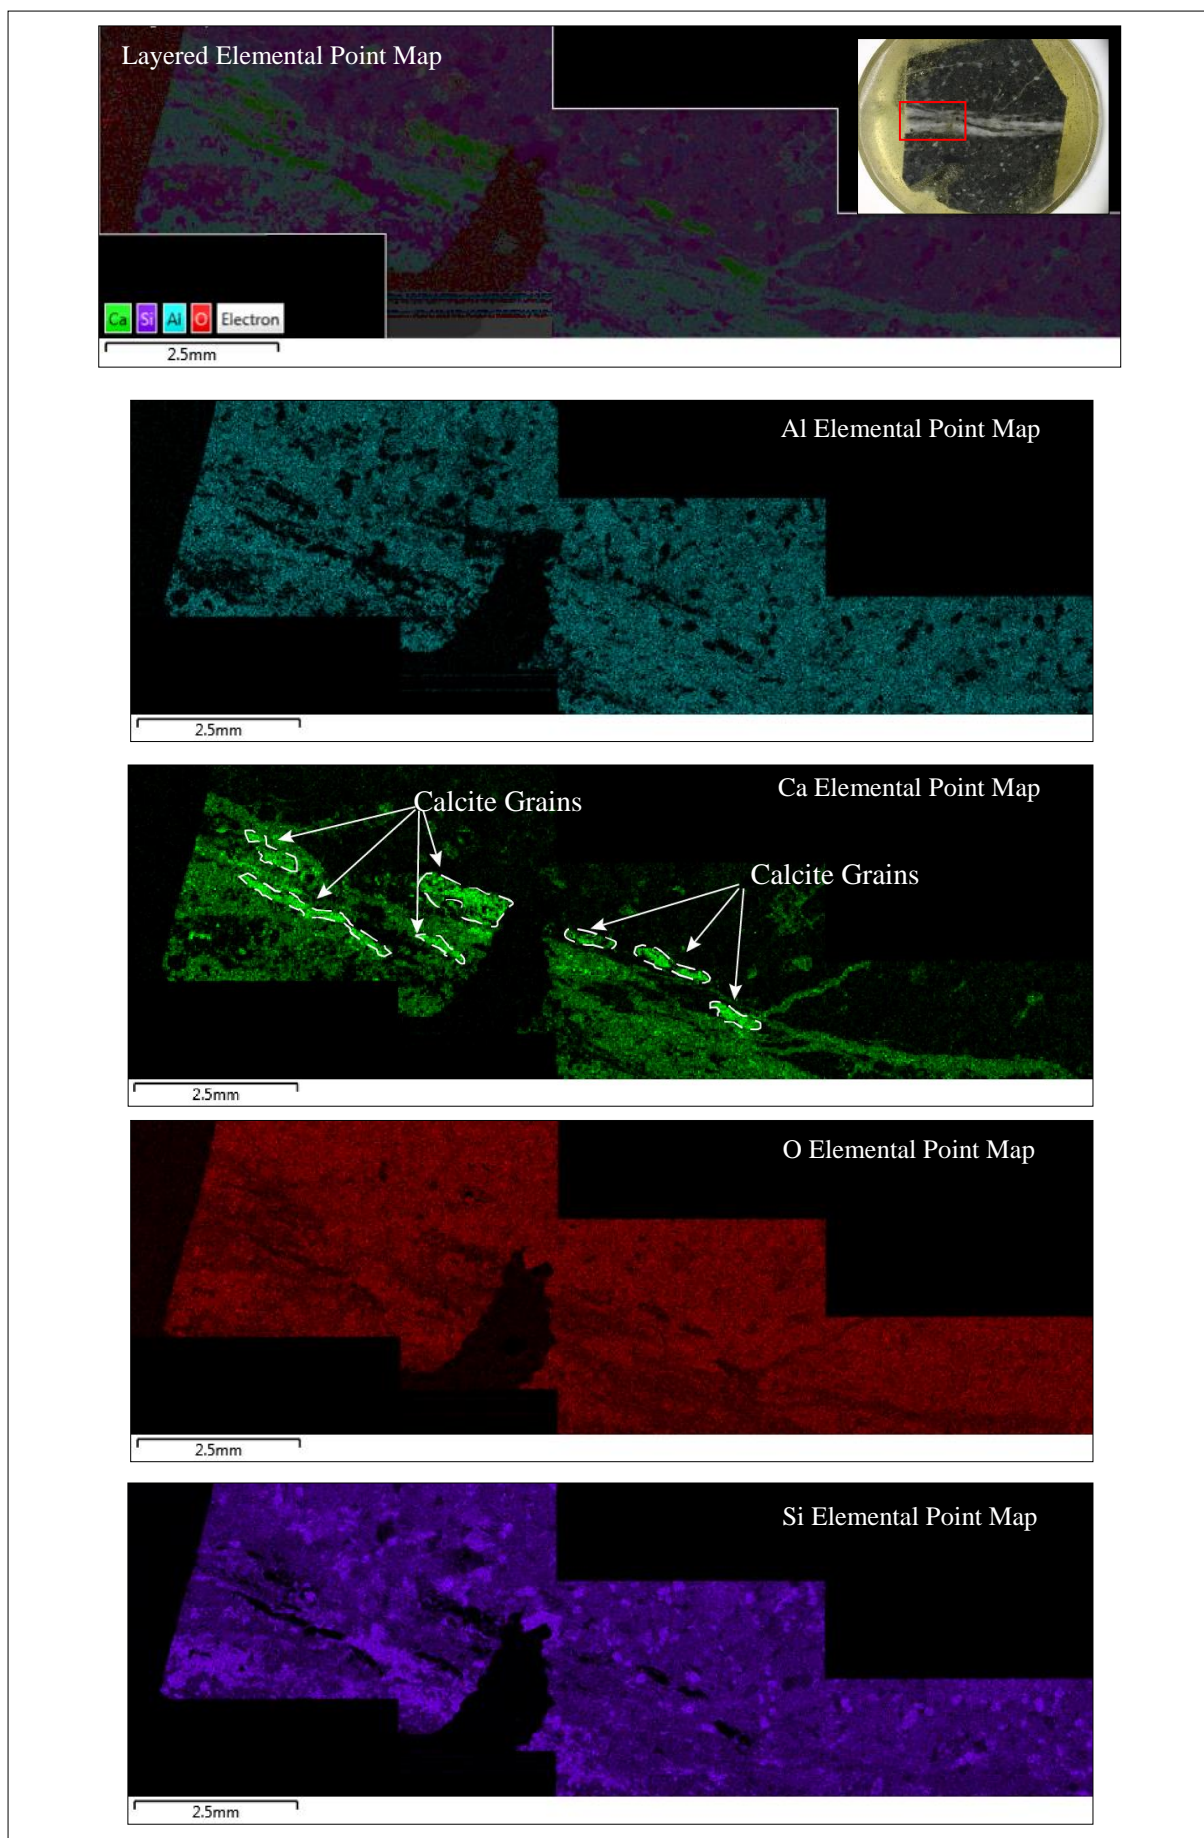 Layered Elemental Point Map
Ca Si Al O Electron
2.5mm
Al Elemental Point Map
2.5mm
Ca Elemental Point Map
Calcite Grains
Calcite Grains
2.5mm
O Elemental Point Map
2.5mm
Si Elemental Point Map
2.5mm